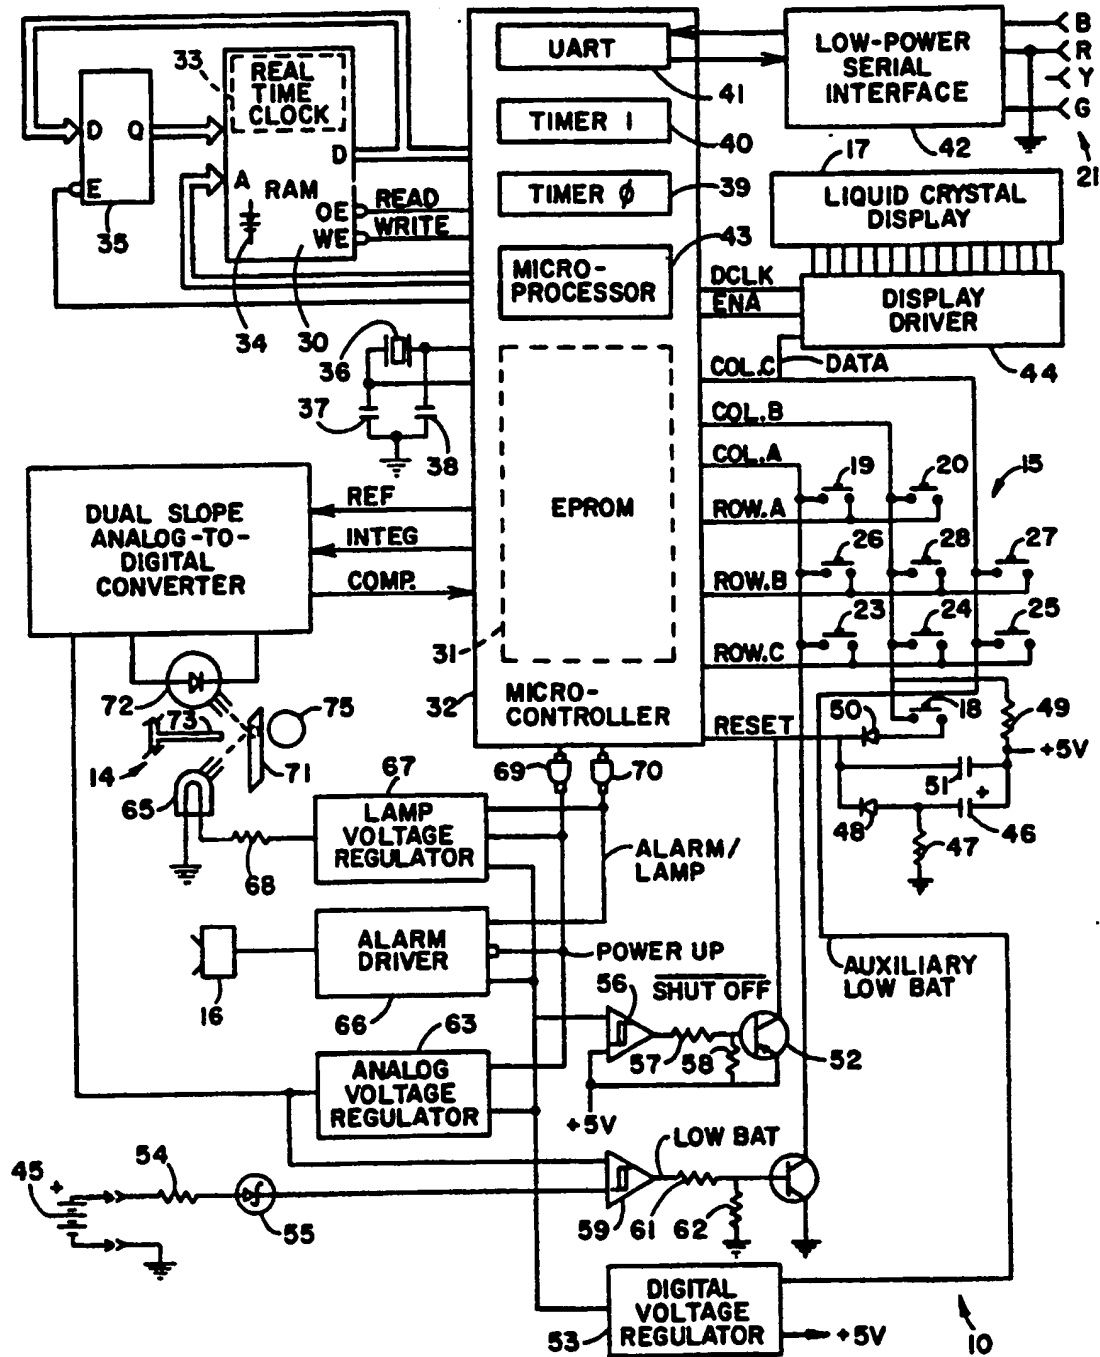 UART
41
TIMER 1
40
TIMER Ø
39
MICRO-
PROCESSOR
43
EPROM
31
32
MICRO-
CONTROLLER
LOW-POWER
SERIAL
INTERFACE
42
B
R
Y
G
21
17
LIQUID CRYSTAL
DISPLAY
DISPLAY
DRIVER
44
DCLK
ENA
DATA
COL.C
COL.B
COL.A
ROW.A
ROW.B
ROW.C
RESET
19
20
15
26
28
27
23
24
25
50
18
49
+5V
51
+
48
47
46
33
REAL
TIME
CLOCK
D
Q
E
35
D
A
RAM
OE
WE
READ
WRITE
34
30
36
37
38
DUAL SLOPE
ANALOG-TO-
DIGITAL
CONVERTER
REF
INTEG
COMP.
72
73
75
14
71
65
68
67
LAMP
VOLTAGE
REGULATOR
69
70
ALARM/
LAMP
ALARM
DRIVER
16
66
POWER UP
AUXILIARY
LOW BAT
63
ANALOG
VOLTAGE
REGULATOR
56
SHUT OFF
57
58
52
+5V
LOW BAT
45
+
54
55
59
61
62
DIGITAL
VOLTAGE
REGULATOR
53
+5V
10